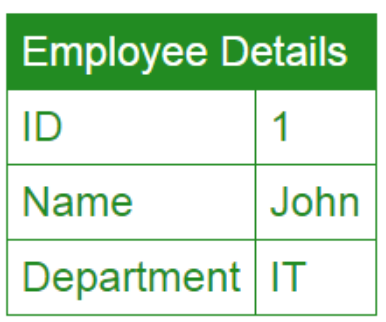 Employee Details
ID 1
Name John
Department IT